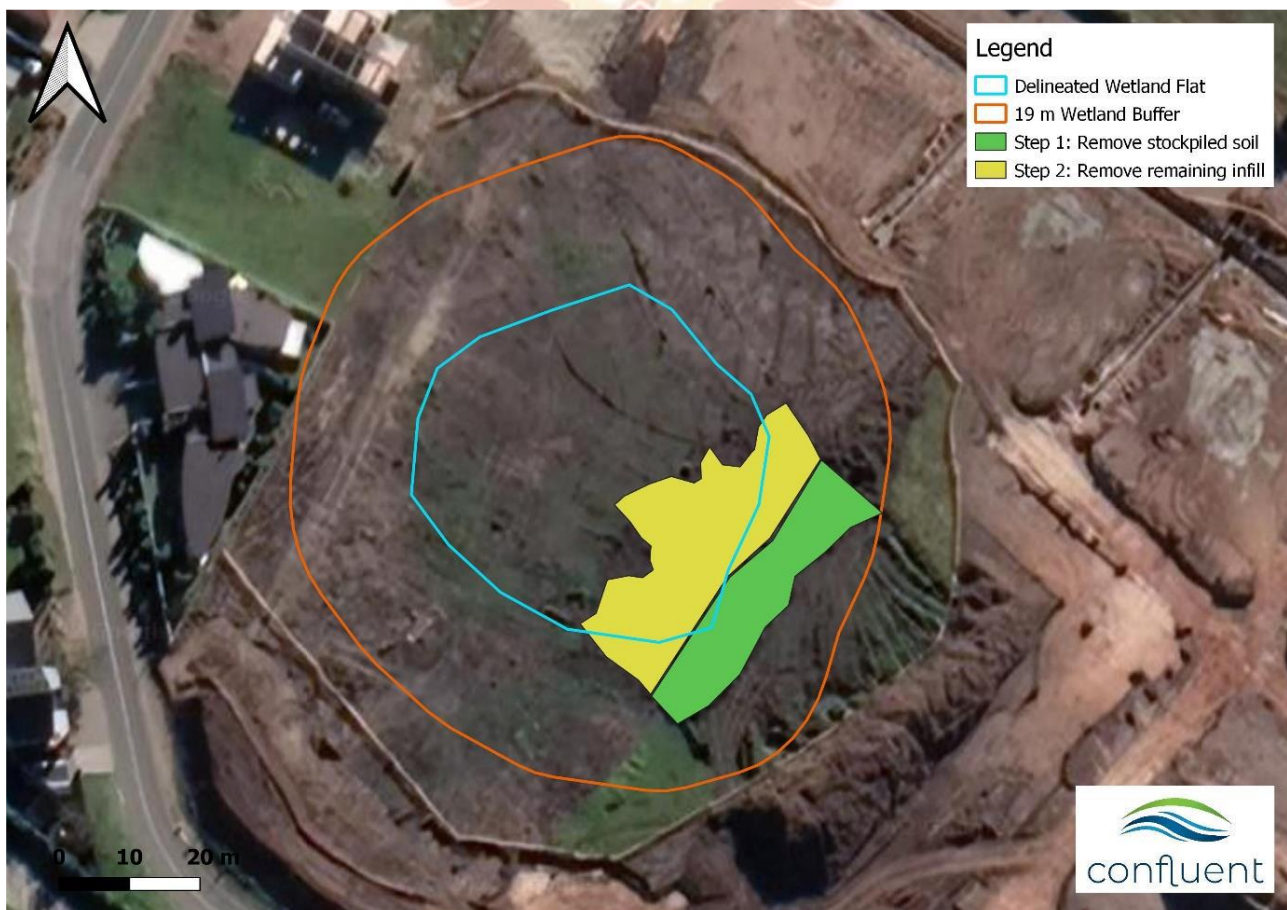 Legend
Delineated Wetland Flat
19 m Wetland Buffer
Step 1: Remove stockpiled soil
Step 2: Remove remaining infill
0 10 20 m
confluent